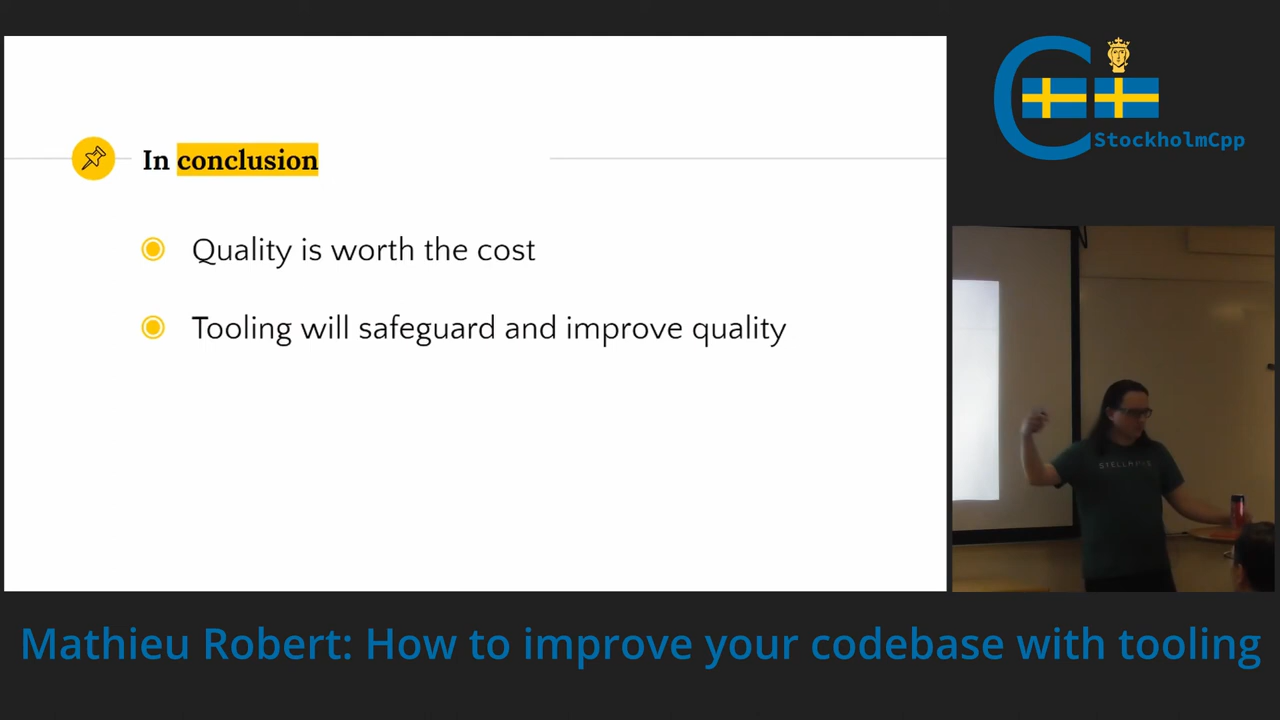 In conclusion
Quality is worth the cost
Tooling will safeguard and improve quality
StockholmCpp
Mathieu Robert: How to improve your codebase with tooling